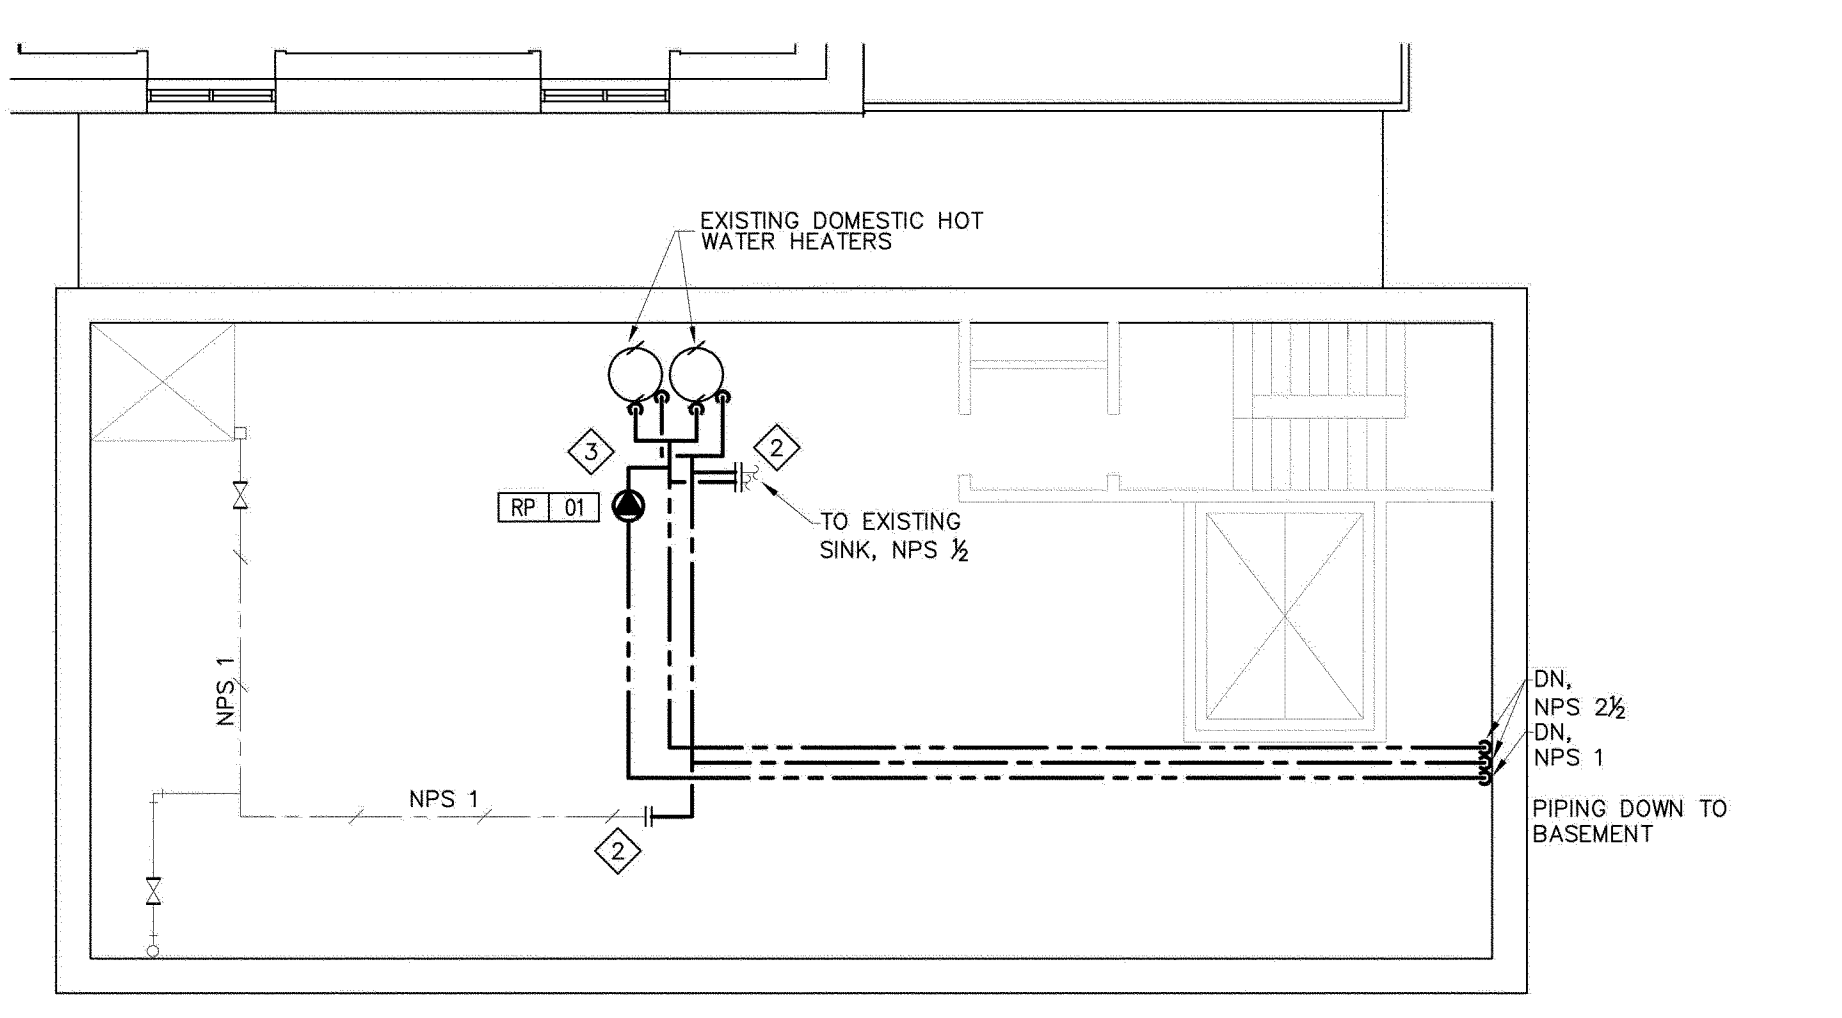 EXISTING DOMESTIC HOT
WATER HEATERS
3
2
RP 01
TO EXISTING
SINK, NPS ½
NPS 1
DN,
NPS 2½
DN,
NPS 1
NPS 1
PIPING DOWN TO
BASEMENT
2